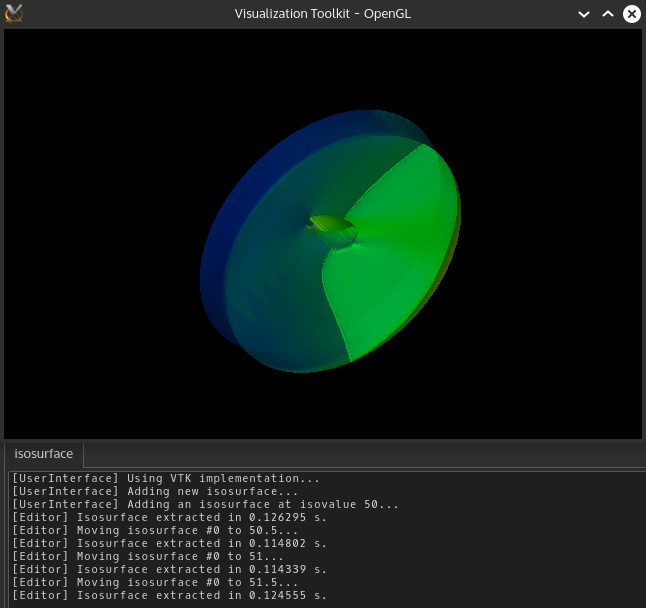 Visualization Toolkit - OpenGL
isosurface
[UserInterface] Using VTK implementation...
[UserInterface] Adding new isosurface...
[UserInterface] Adding an isosurface at isovalue 50...
[Editor] Isosurface extracted in 0.126295 s.
[Editor] Moving isosurface #0 to 50.5...
[Editor] Isosurface extracted in 0.114802 s.
[Editor] Moving isosurface #0 to 51...
[Editor] Isosurface extracted in 0.114339 s.
[Editor] Moving isosurface #0 to 51.5...
[Editor] Isosurface extracted in 0.124555 s.